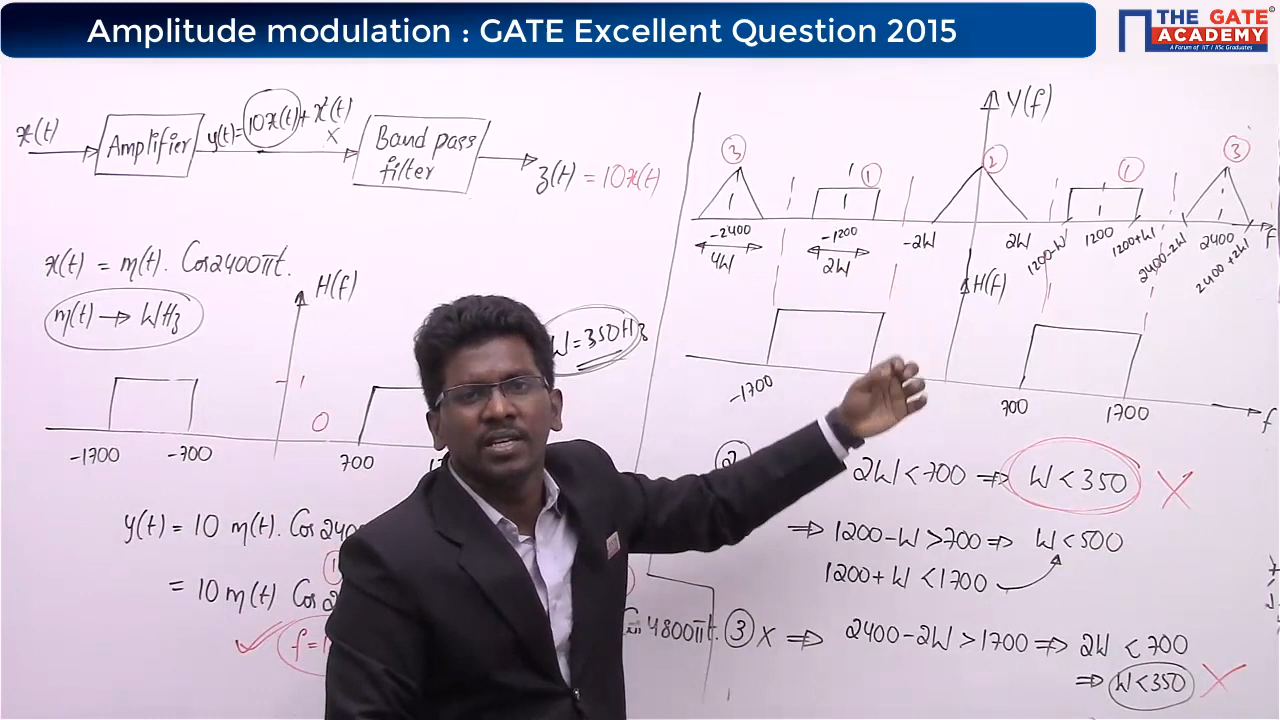 Amplitude modulation : GATE Excellent Question 2015
THE GATE
ACADEMY
A Forum of IIT / IISc Graduates
x(t)
Amplifier
y(t)= 10x(t)+x²(t)
X
Band pass
filter
z(t) = 10x(t)
x(t) = m(t). Cos2400πt.
m(t) → WHz
H(f)
1
0
-1700
-700
700
W=350Hz
y(t) = 10 m(t). Cos
= 10 m(t) Cos
4800πt.
Y(f)
3
1
2
1
3
-2400
-1200
-2W
2W
1200-W
1200
1200+W
2400-2W
2400
2400+2W
f
4W
2W
H(f)
-1700
700
1700
f
2
2W<700 ⇒ W<350 X
⇒ 1200-W>700 ⇒ W<500
1200+W<1700
3 X ⇒ 2400-2W>1700 ⇒ 2W<700
⇒ W<350 X